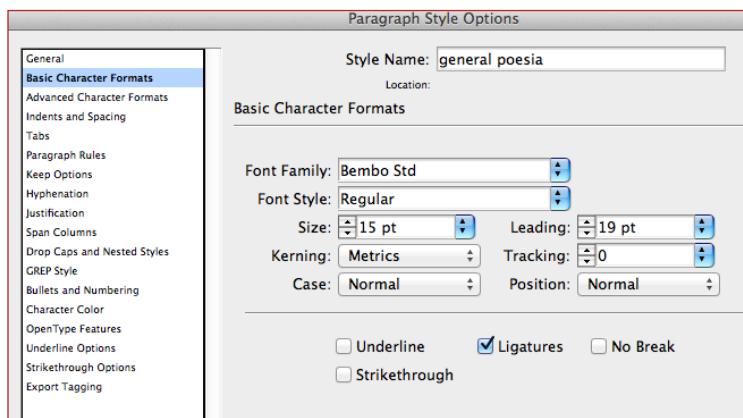 Paragraph Style Options
General
Basic Character Formats
Advanced Character Formats
Indents and Spacing
Tabs
Paragraph Rules
Keep Options
Hyphenation
Justification
Span Columns
Drop Caps and Nested Styles
GREP Style
Bullets and Numbering
Character Color
OpenType Features
Underline Options
Strikethrough Options
Export Tagging
Style Name: general poesia
Location:
Basic Character Formats
Font Family: Bembo Std
Font Style: Regular
Size: 15 pt Leading: 19 pt
Kerning: Metrics Tracking: 0
Case: Normal Position: Normal
Underline Ligatures No Break
Strikethrough